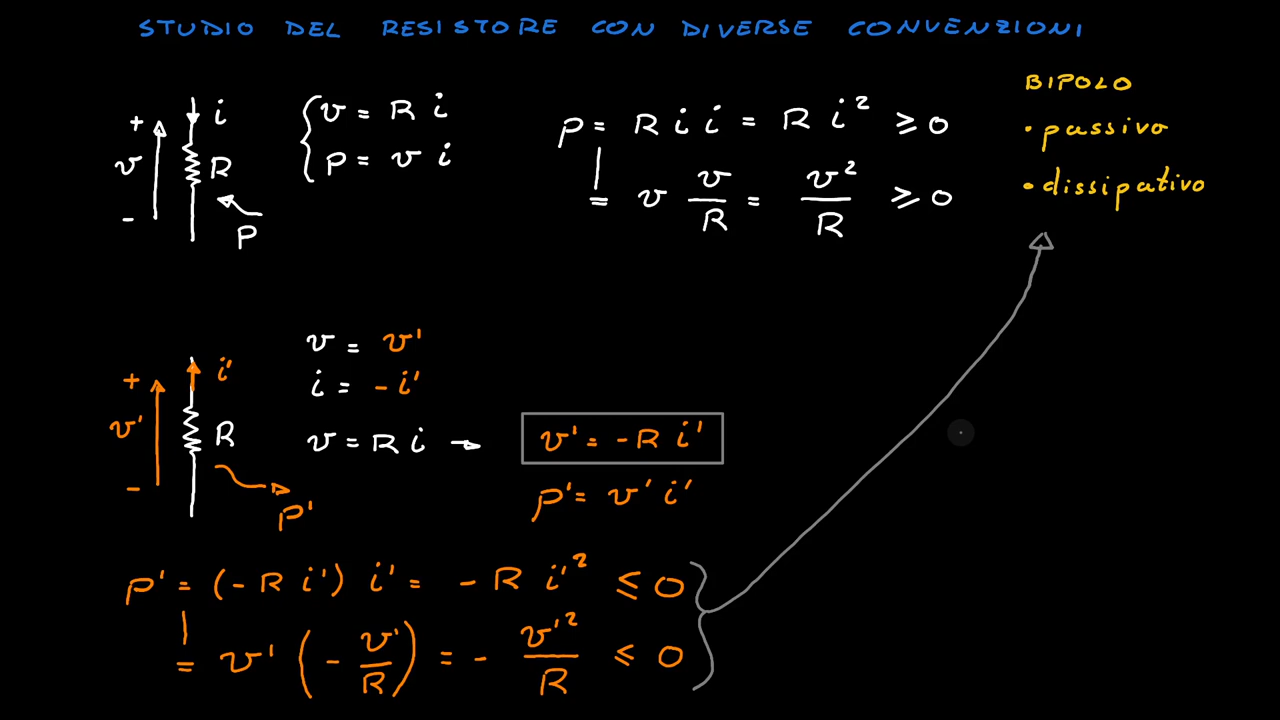 STUDIO DEL RESISTORE CON DIVERSE CONVENZIONI
BIPOLO
• passivo
• dissipativo
+ v -
i
R
P
v = R i
p = v i
p = R i i = R i² ≥ 0
= v v/R = v²/R ≥ 0
+ v' -
i'
R
p'
v = v'
i = - i'
v = R i → v' = - R i'
p' = v' i'
p' = (- R i') i' = - R i'² ≤ 0
= v' (- v'/R) = - v'²/R ≤ 0